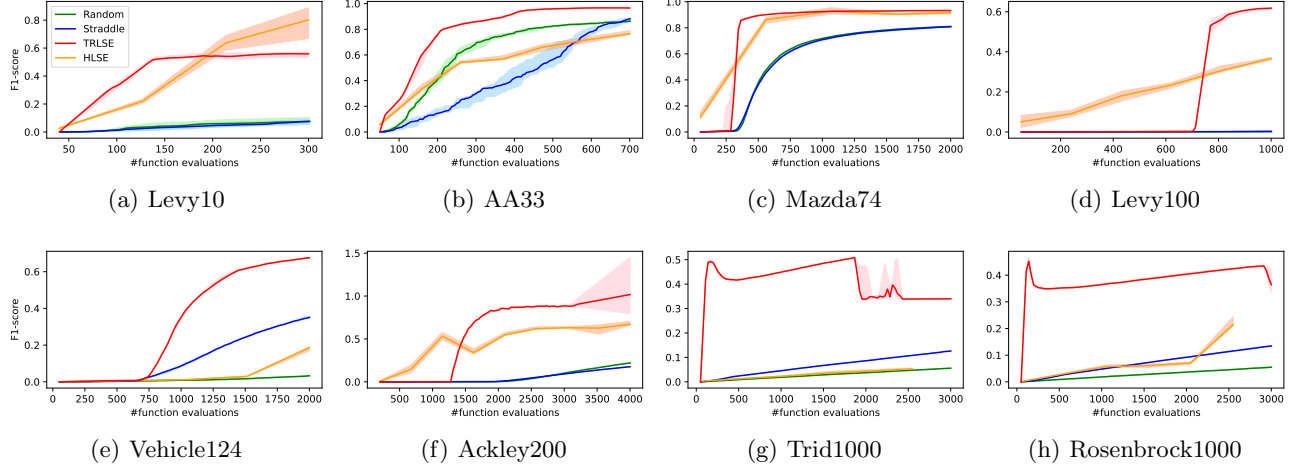 Random
Straddle
TRLSE
HLSE
F1-score
0.8
0.6
0.4
0.2
0.0
50 100 150 200 250 300
#function evaluations
(a) Levy10
1.0
0.8
0.6
0.4
0.2
0.0
100 200 300 400 500 600 700
#function evaluations
(b) AA33
1.0
0.8
0.6
0.4
0.2
0.0
0 250 500 750 1000 1250 1500 1750 2000
#function evaluations
(c) Mazda74
0.6
0.4
0.2
0.0
200 400 600 800 1000
#function evaluations
(d) Levy100
F1-score
0.6
0.4
0.2
0.0
0 250 500 750 1000 1250 1500 1750 2000
#function evaluations
(e) Vehicle124
1.5
1.0
0.5
0.0
500 1000 1500 2000 2500 3000 3500 4000
#function evaluations
(f) Ackley200
0.5
0.4
0.3
0.2
0.1
0.0
0 500 1000 1500 2000 2500 3000
#function evaluations
(g) Trid1000
0.4
0.3
0.2
0.1
0.0
0 500 1000 1500 2000 2500 3000
#function evaluations
(h) Rosenbrock1000